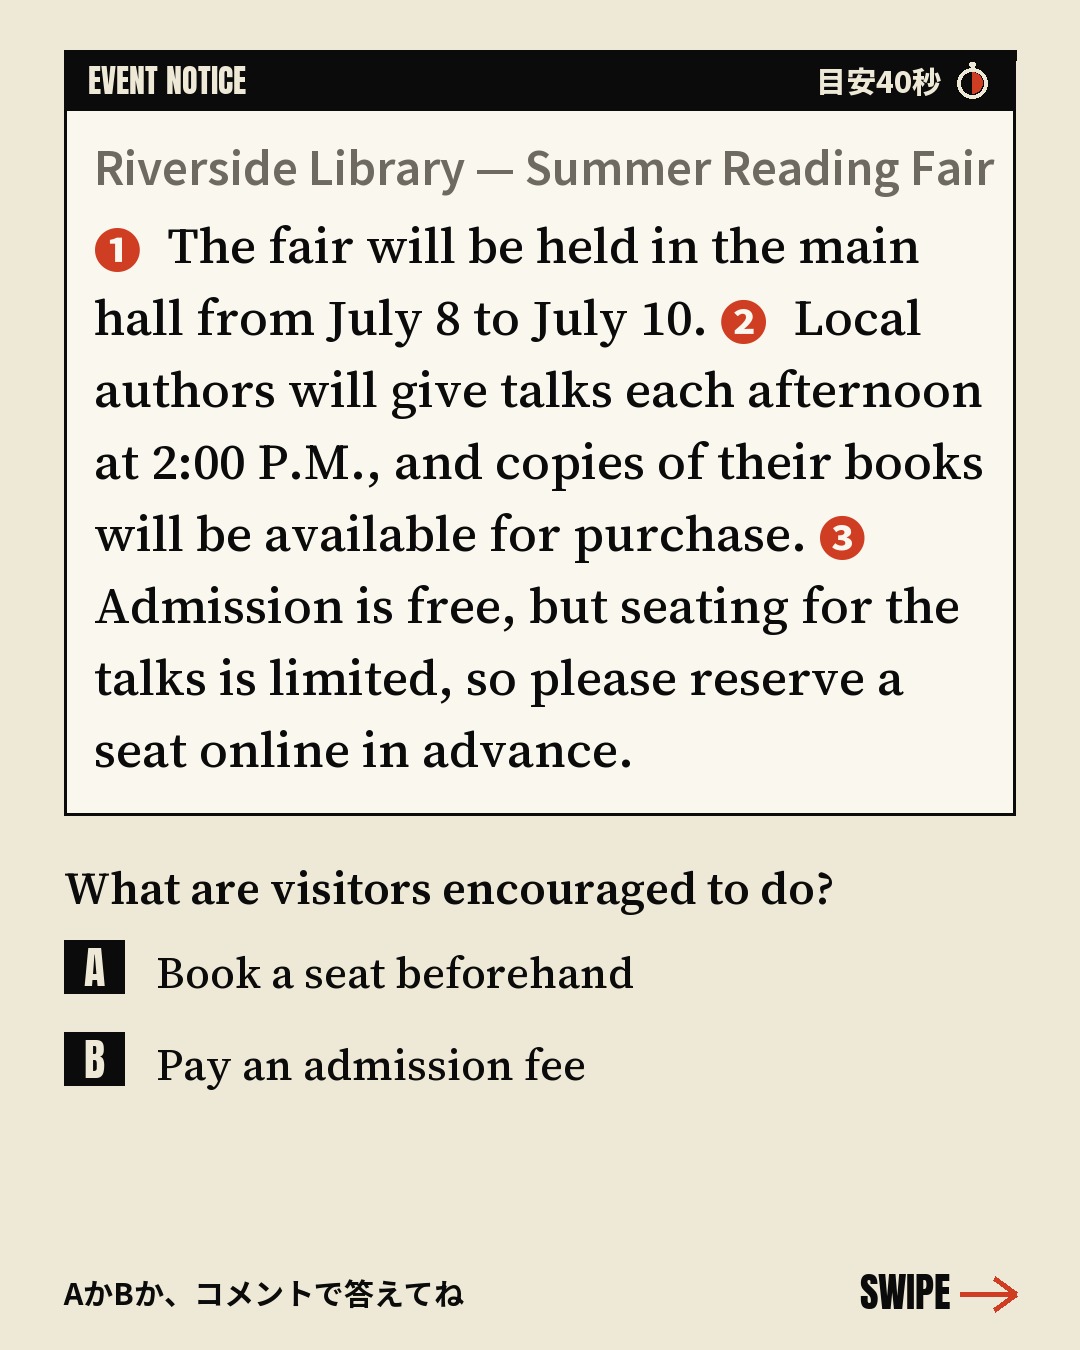 EVENT NOTICE 目安40秒
Riverside Library — Summer Reading Fair
1 The fair will be held in the main
hall from July 8 to July 10. 2 Local
authors will give talks each afternoon
at 2:00 P.M., and copies of their books
will be available for purchase. 3
Admission is free, but seating for the
talks is limited, so please reserve a
seat online in advance.
What are visitors encouraged to do?
A Book a seat beforehand
B Pay an admission fee
AかBか、コメントで答えてね SWIPE